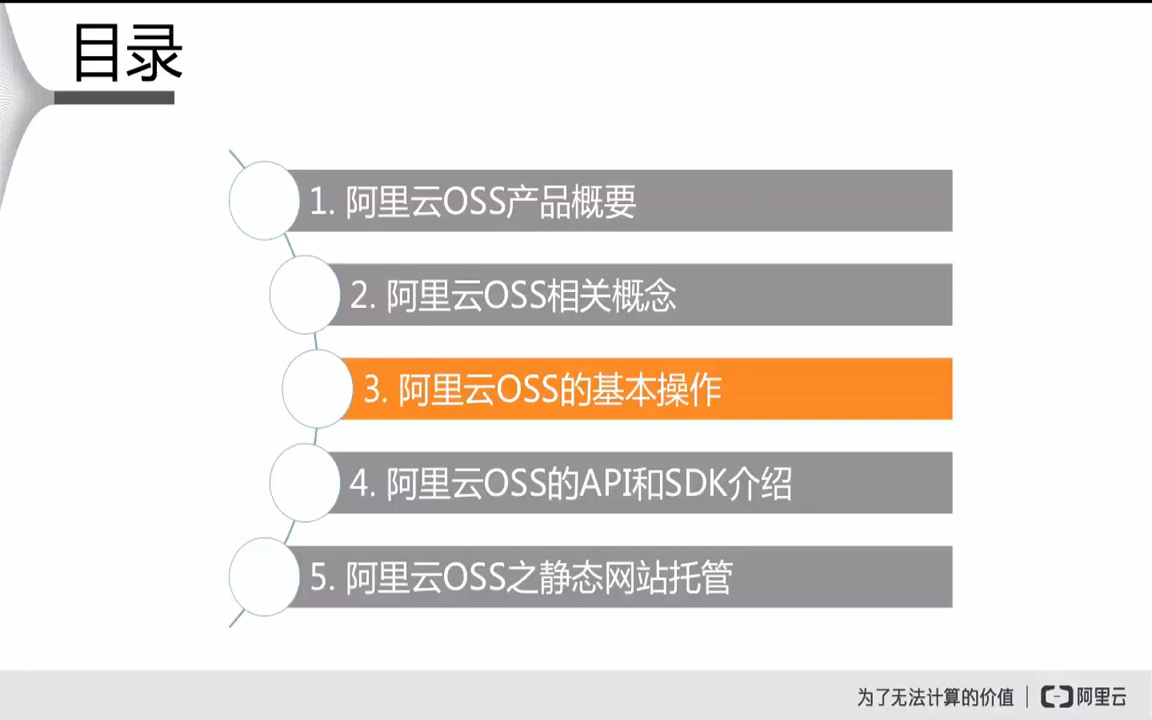 目录
1. 阿里云OSS产品概要
2. 阿里云OSS相关概念
3. 阿里云OSS的基本操作
4. 阿里云OSS的API和SDK介绍
5. 阿里云OSS之静态网站托管
为了无法计算的价值 | 阿里云